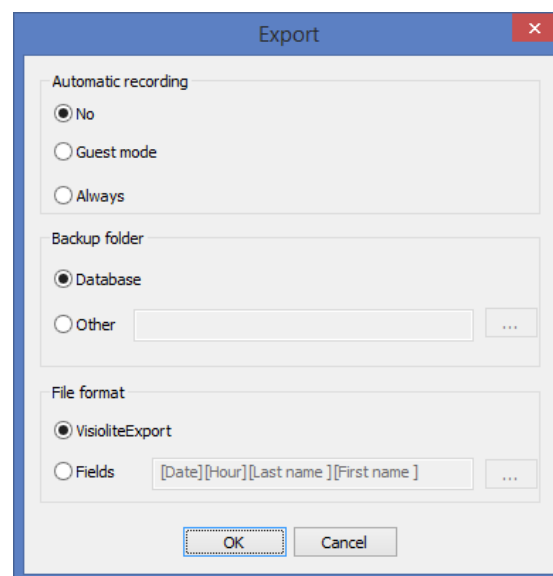 Export
Automatic recording
No
Guest mode
Always
Backup folder
Database
Other
...
File format
VisioliteExport
Fields [Date][Hour][Last name ][First name ] ...
OK Cancel